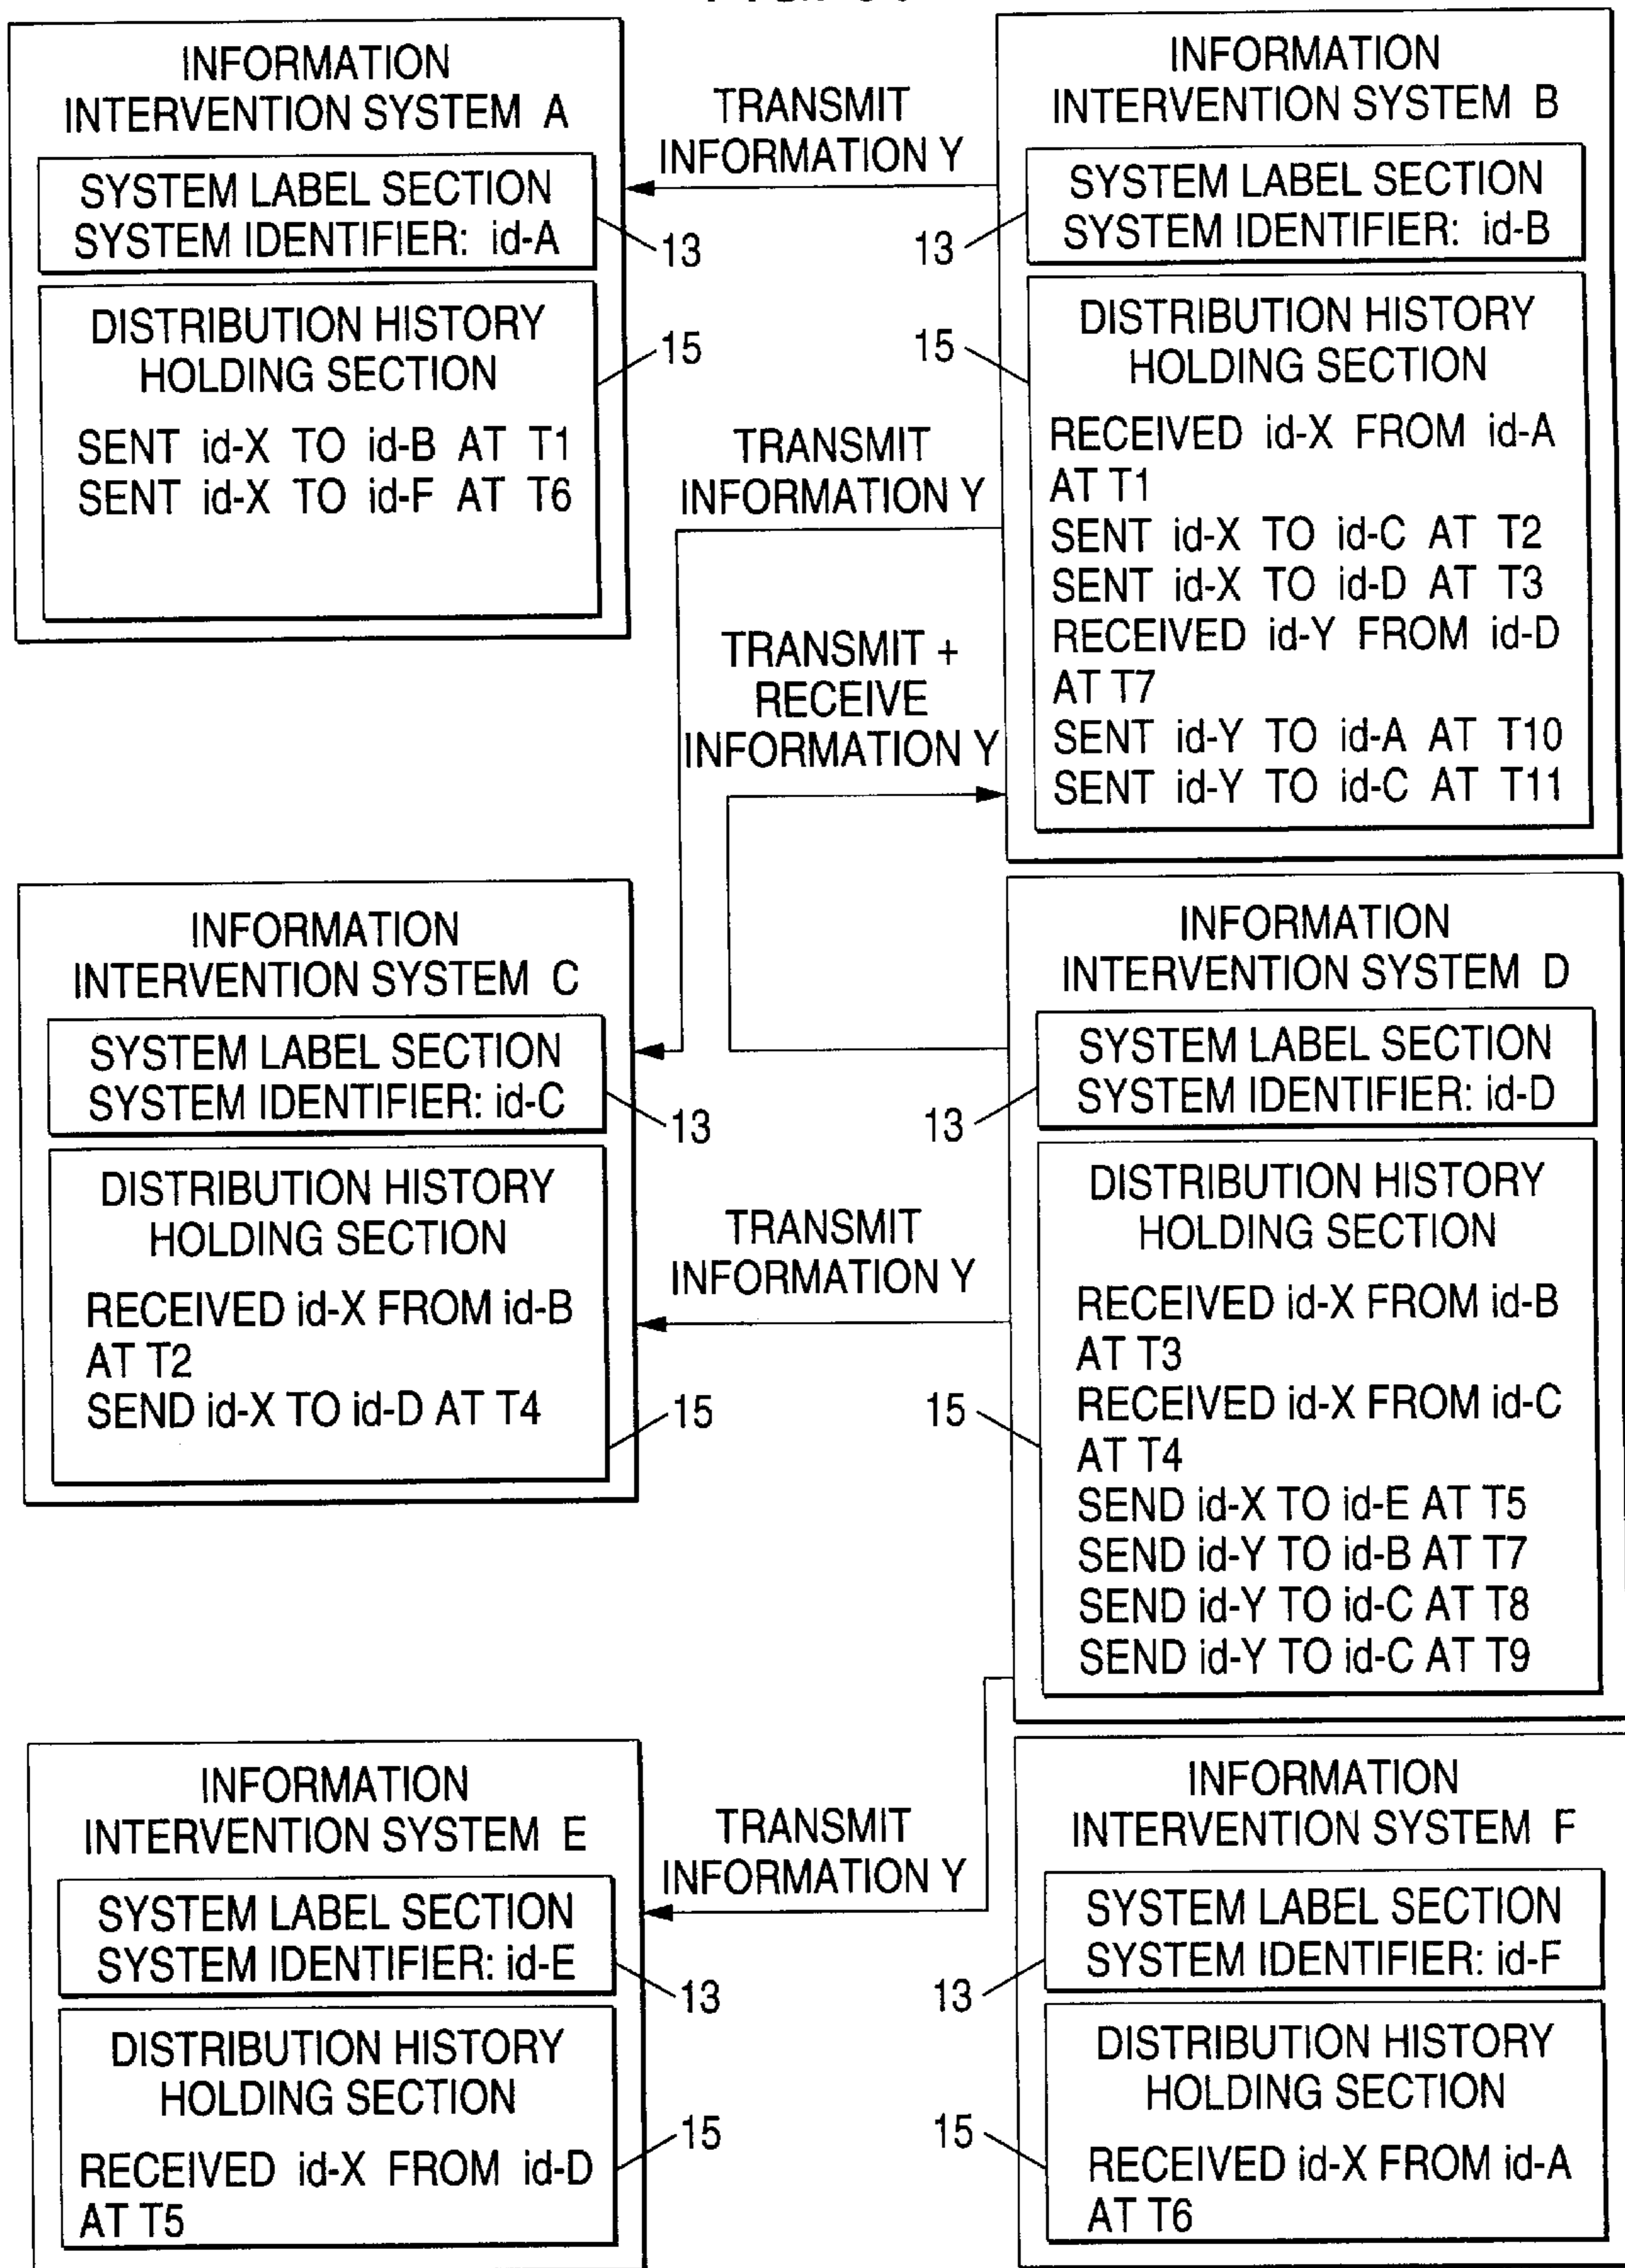 INFORMATION
INTERVENTION SYSTEM A
SYSTEM LABEL SECTION
SYSTEM IDENTIFIER: id-A
13
DISTRIBUTION HISTORY
HOLDING SECTION
15
SENT id-X TO id-B AT T1
SENT id-X TO id-F AT T6
TRANSMIT
INFORMATION Y
TRANSMIT
INFORMATION Y
TRANSMIT +
RECEIVE
INFORMATION Y
INFORMATION
INTERVENTION SYSTEM B
SYSTEM LABEL SECTION
SYSTEM IDENTIFIER: id-B
13
DISTRIBUTION HISTORY
HOLDING SECTION
15
RECEIVED id-X FROM id-A
AT T1
SENT id-X TO id-C AT T2
SENT id-X TO id-D AT T3
RECEIVED id-Y FROM id-D
AT T7
SENT id-Y TO id-A AT T10
SENT id-Y TO id-C AT T11
INFORMATION
INTERVENTION SYSTEM C
SYSTEM LABEL SECTION
SYSTEM IDENTIFIER: id-C
13
DISTRIBUTION HISTORY
HOLDING SECTION
RECEIVED id-X FROM id-B
AT T2
SEND id-X TO id-D AT T4
15
TRANSMIT
INFORMATION Y
INFORMATION
INTERVENTION SYSTEM D
SYSTEM LABEL SECTION
SYSTEM IDENTIFIER: id-D
13
DISTRIBUTION HISTORY
HOLDING SECTION
RECEIVED id-X FROM id-B
AT T3
RECEIVED id-X FROM id-C
15
AT T4
SEND id-X TO id-E AT T5
SEND id-Y TO id-B AT T7
SEND id-Y TO id-C AT T8
SEND id-Y TO id-C AT T9
INFORMATION
INTERVENTION SYSTEM E
SYSTEM LABEL SECTION
SYSTEM IDENTIFIER: id-E
13
DISTRIBUTION HISTORY
HOLDING SECTION
15
RECEIVED id-X FROM id-D
AT T5
TRANSMIT
INFORMATION Y
INFORMATION
INTERVENTION SYSTEM F
SYSTEM LABEL SECTION
SYSTEM IDENTIFIER: id-F
13
DISTRIBUTION HISTORY
HOLDING SECTION
15
RECEIVED id-X FROM id-A
AT T6